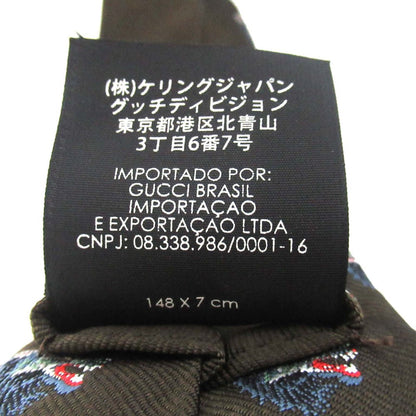 (株)ケリングジャパン
グッチディビジョン
東京都港区北青山
3丁目6番7号
IMPORTADO POR:
GUCCI BRASIL
IMPORTAÇAO
E EXPORTAÇAO LTDA
CNPJ: 08.338.986/0001-16
148 X 7 cm